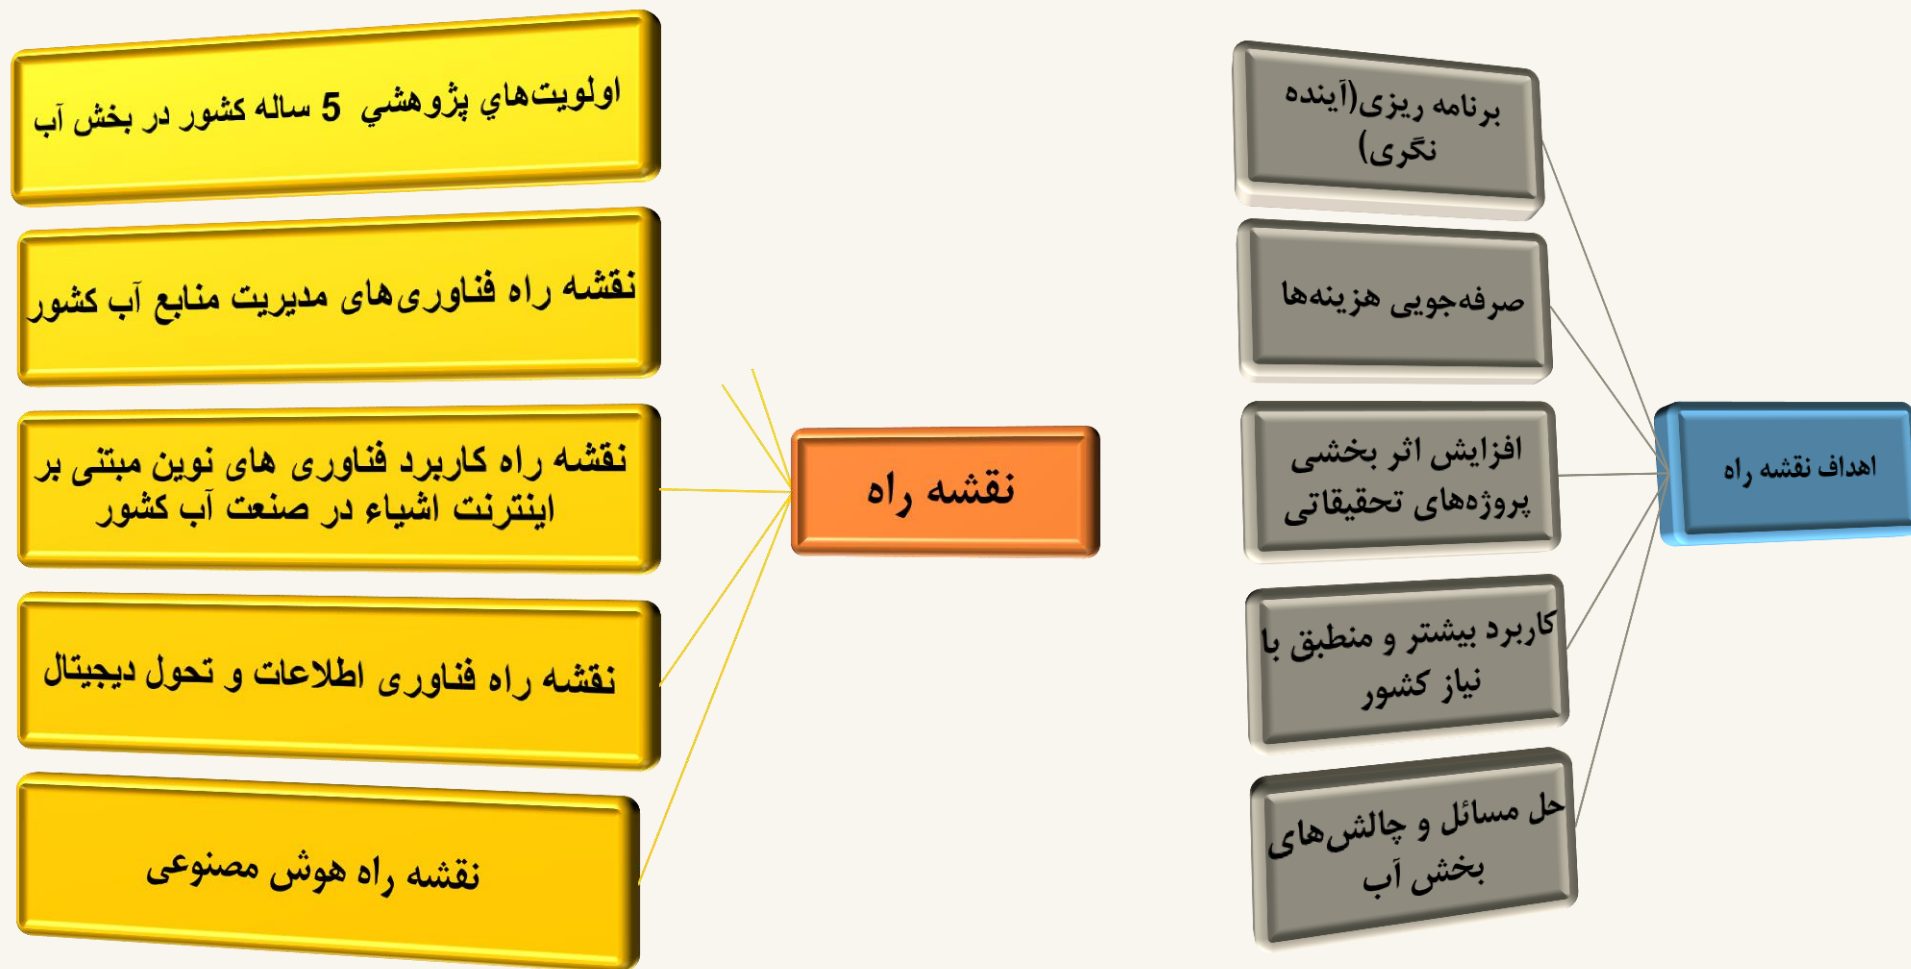 اهداف نقشه راه
برنامه ریزی(آینده
نگری)
صرفه‌جویی هزینه‌ها
افزایش اثر بخشی
پروژه‌های تحقیقاتی
کاربرد بیشتر و منطبق با
نیاز کشور
حل مسائل و چالش‌های
بخش آب
نقشه راه
اولويت‌هاي پژوهشي 5 ساله كشور در بخش آب
نقشه راه فناوری‌های مدیریت منابع آب کشور
نقشه راه کاربرد فناوری های نوین مبتنی بر
اینترنت اشیاء در صنعت آب کشور
نقشه راه فناوری اطلاعات و تحول دیجیتال
نقشه راه هوش مصنوعی